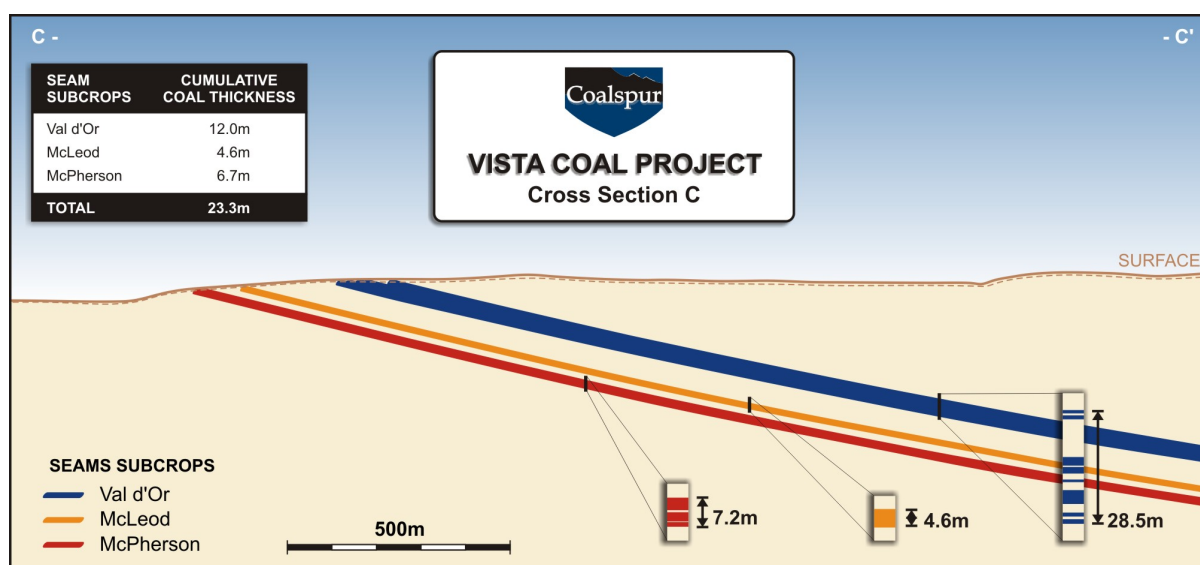 C -
- C'
SEAM SUBCROPS
CUMULATIVE COAL THICKNESS
Val d'Or 12.0m
McLeod 4.6m
McPherson 6.7m
TOTAL 23.3m
Coalspur
VISTA COAL PROJECT
Cross Section C
SURFACE
SEAMS SUBCROPS
Val d'Or
McLeod
McPherson
500m
7.2m
4.6m
28.5m